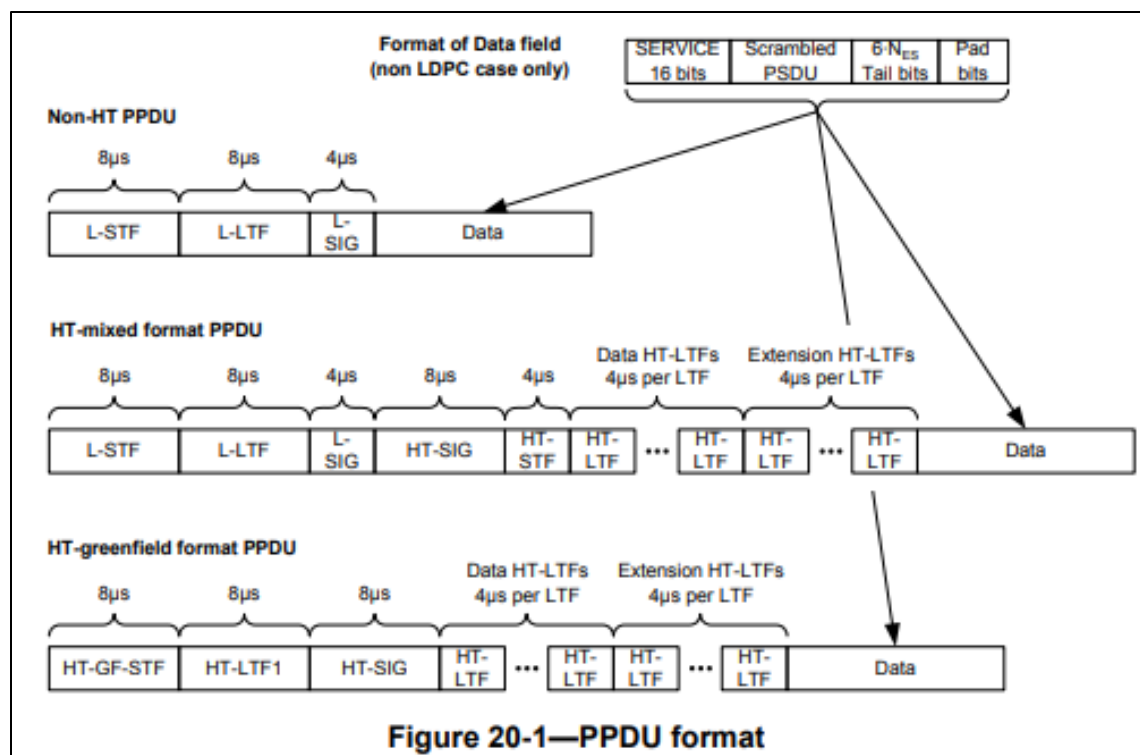 Format of Data field
(non LDPC case only)
SERVICE
16 bits
Scrambled
PSDU
6·NES
Tail bits
Pad
bits
Non-HT PPDU
8µs
8µs
4µs
L-STF
L-LTF
L-
SIG
Data
HT-mixed format PPDU
Data HT-LTFs
4µs per LTF
Extension HT-LTFs
4µs per LTF
8µs
8µs
4µs
8µs
4µs
L-STF
L-LTF
L-
SIG
HT-SIG
HT-
STF
HT-
LTF
•••
HT-
LTF
HT-
LTF
•••
HT-
LTF
Data
HT-greenfield format PPDU
Data HT-LTFs
4µs per LTF
Extension HT-LTFs
4µs per LTF
8µs
8µs
8µs
HT-GF-STF
HT-LTF1
HT-SIG
HT-
LTF
•••
HT-
LTF
HT-
LTF
•••
HT-
LTF
Data
Figure 20-1—PPDU format